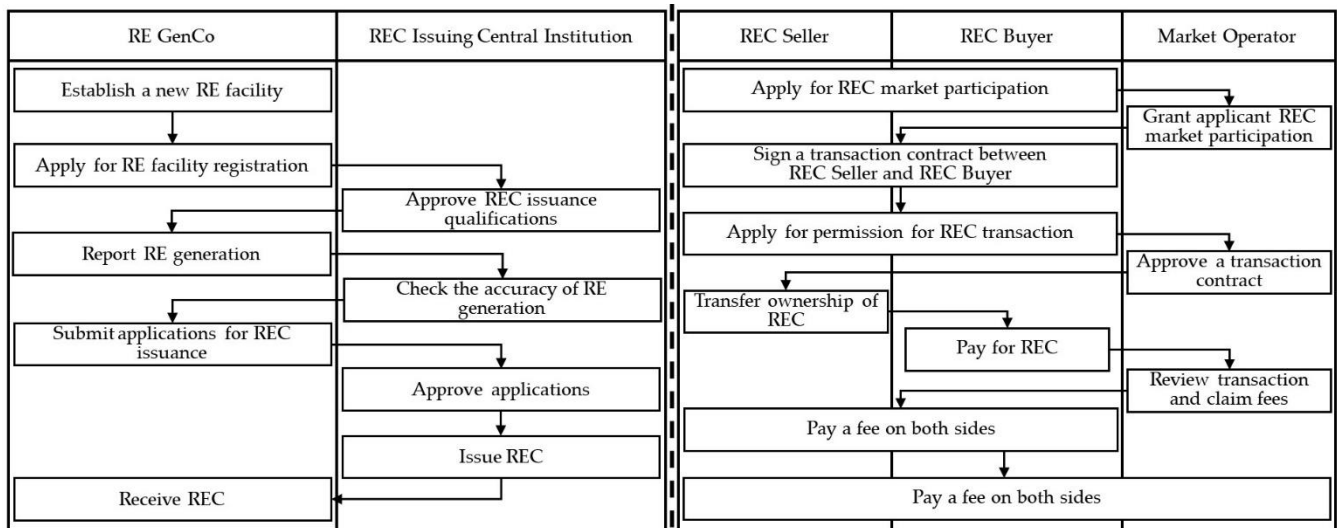 RE GenCo
REC Issuing Central Institution
Establish a new RE facility
Apply for RE facility registration
Approve REC issuance
qualifications
Report RE generation
Check the accuracy of RE
generation
Submit applications for REC
issuance
Approve applications
Issue REC
Receive REC
REC Seller
REC Buyer
Market Operator
Apply for REC market participation
Grant applicant REC
market participation
Sign a transaction contract between
REC Seller and REC Buyer
Apply for permission for REC transaction
Approve a transaction
contract
Transfer ownership of
REC
Pay for REC
Review transaction
and claim fees
Pay a fee on both sides
Pay a fee on both sides